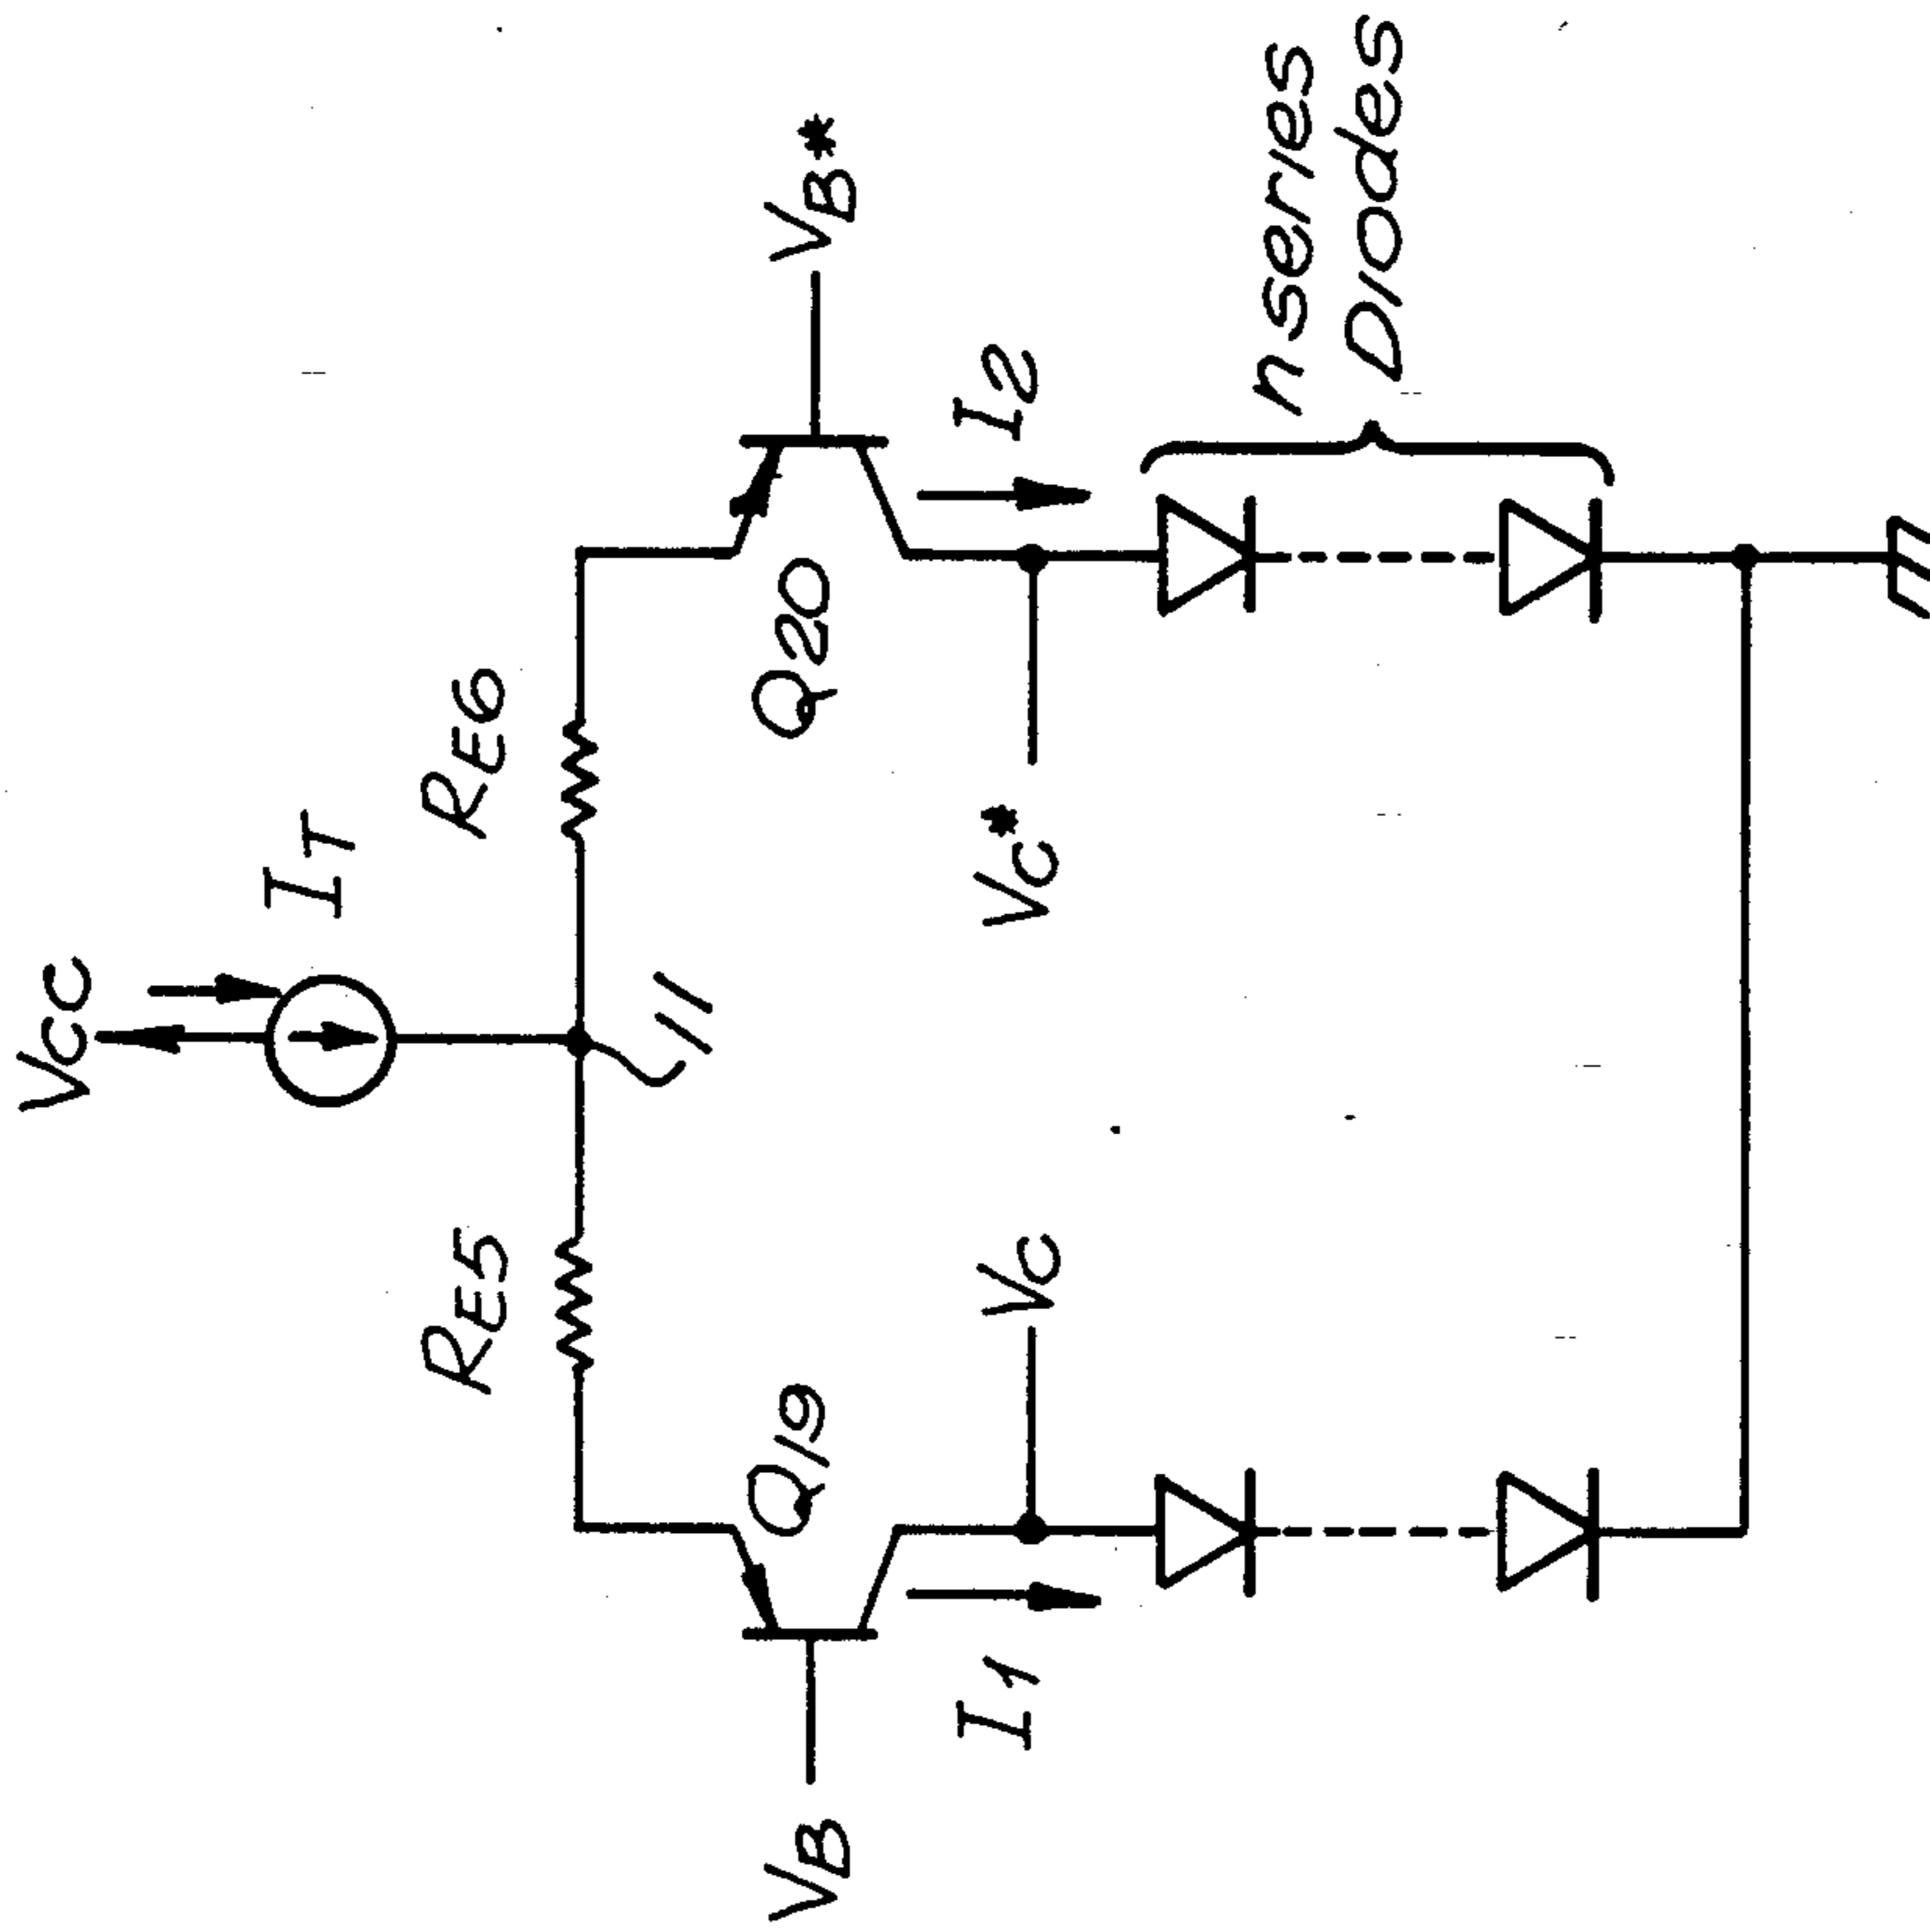 VCC
IT
RE5
RE6
11
Q19
Q20
VB
VB*
VC
VC*
I1
I2
n series
Diodes